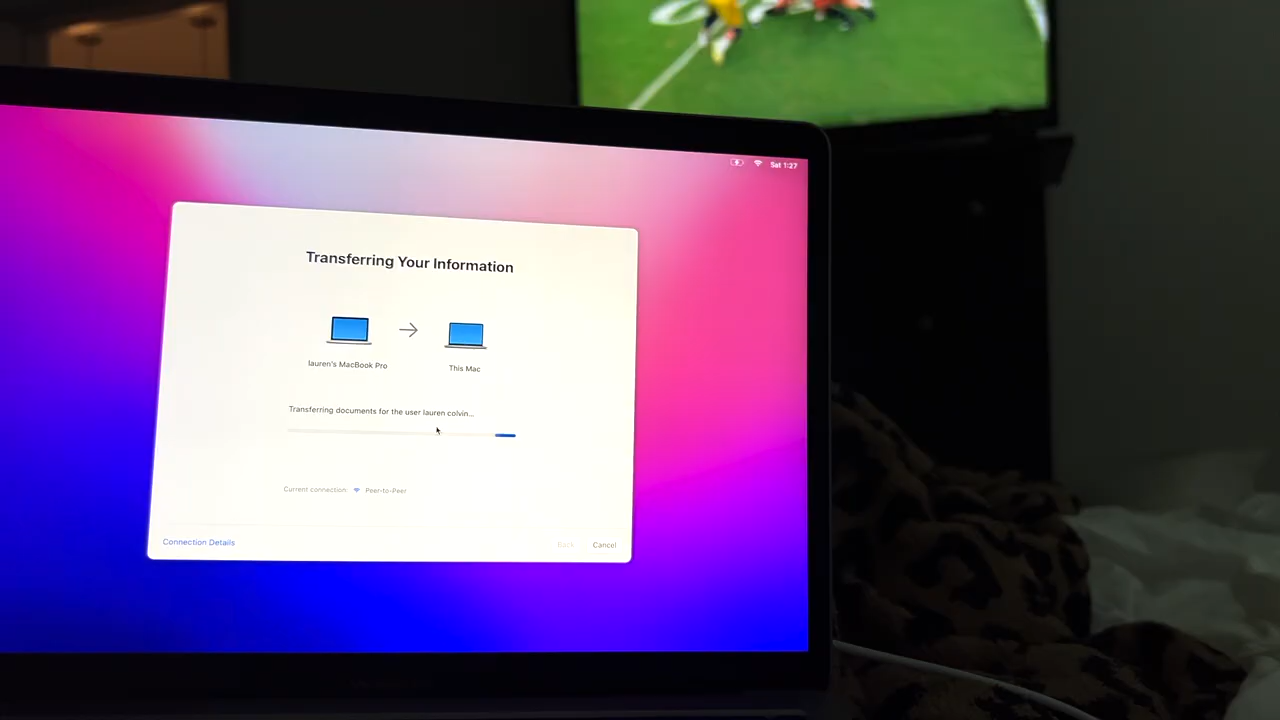 Sat 1:27
Transferring Your Information
lauren's MacBook Pro
This Mac
Transferring documents for the user lauren colvin...
Current connection: Peer-to-Peer
Connection Details
Back
Cancel